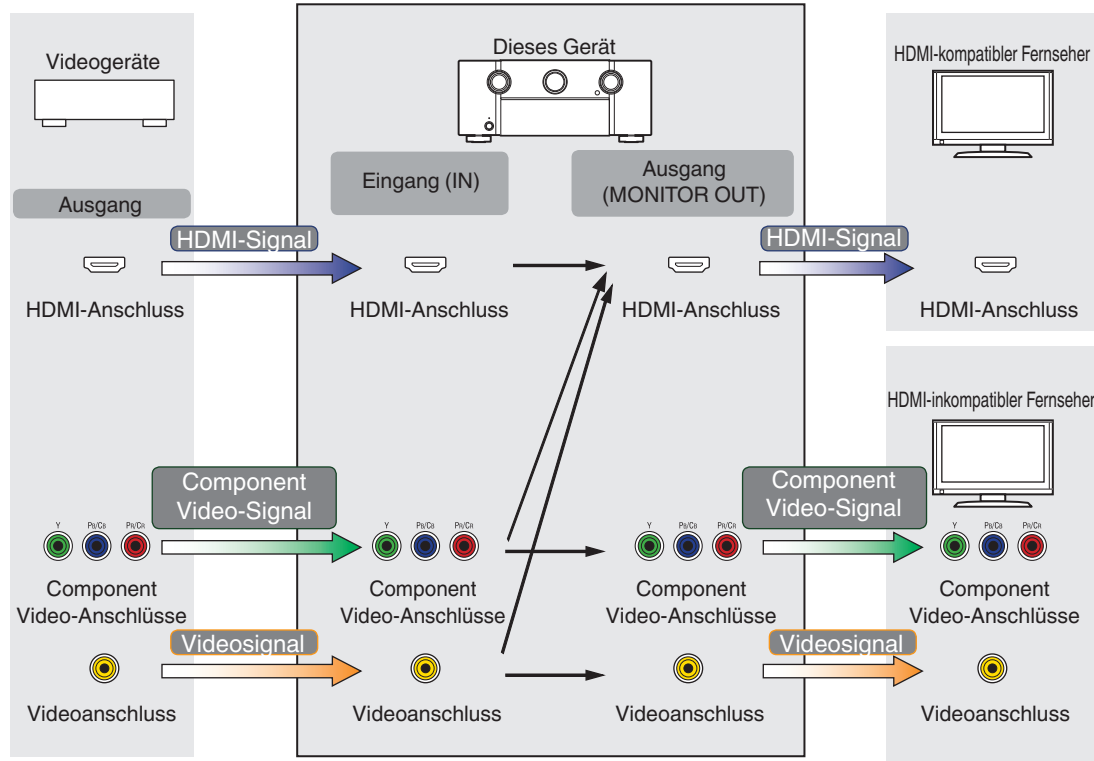 Videogeräte
Dieses Gerät
HDMI-kompatibler Fernseher
Ausgang
Eingang (IN)
Ausgang
(MONITOR OUT)
HDMI-Signal
HDMI-Signal
HDMI-Anschluss
HDMI-Anschluss
HDMI-Anschluss
HDMI-Anschluss
HDMI-inkompatibler Fernseher
Component
Video-Signal
Component
Video-Signal
Y PB/CB PR/CR
Y PB/CB PR/CR
Y PB/CB PR/CR
Y PB/CB PR/CR
Component
Video-Anschlüsse
Component
Video-Anschlüsse
Component
Video-Anschlüsse
Component
Video-Anschlüsse
Videosignal
Videosignal
Videoanschluss
Videoanschluss
Videoanschluss
Videoanschluss